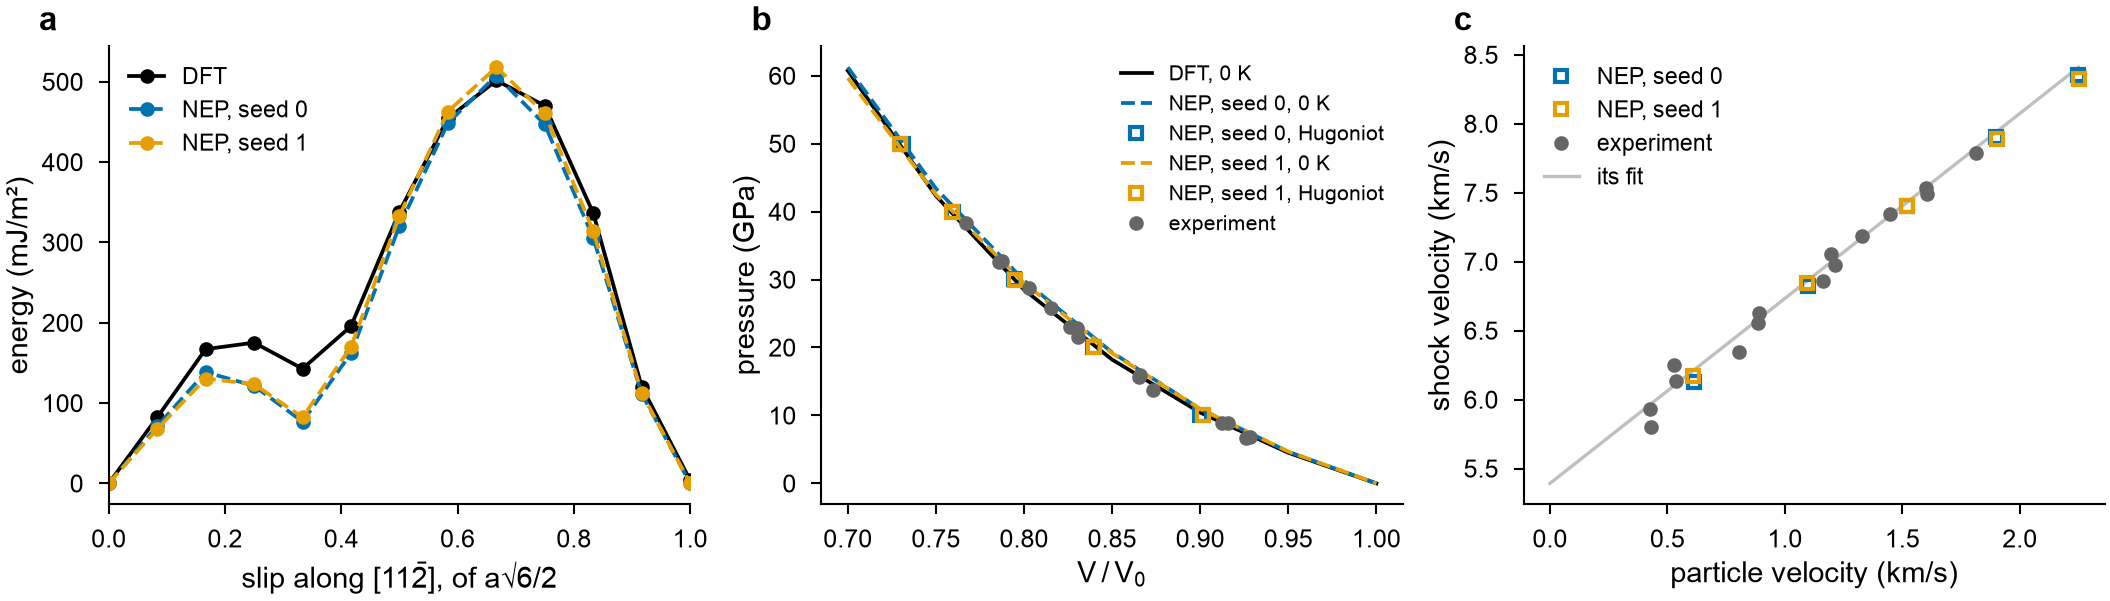 a
DFT
NEP, seed 0
NEP, seed 1
energy (mJ/m²)
500
400
300
200
100
0
0.0 0.2 0.4 0.6 0.8 1.0
slip along [112̄], of a√6/2
b
DFT, 0 K
NEP, seed 0, 0 K
NEP, seed 0, Hugoniot
NEP, seed 1, 0 K
NEP, seed 1, Hugoniot
experiment
pressure (GPa)
60
50
40
30
20
10
0
0.70 0.75 0.80 0.85 0.90 0.95 1.00
V / V₀
c
NEP, seed 0
NEP, seed 1
experiment
its fit
shock velocity (km/s)
8.5
8.0
7.5
7.0
6.5
6.0
5.5
0.0 0.5 1.0 1.5 2.0
particle velocity (km/s)